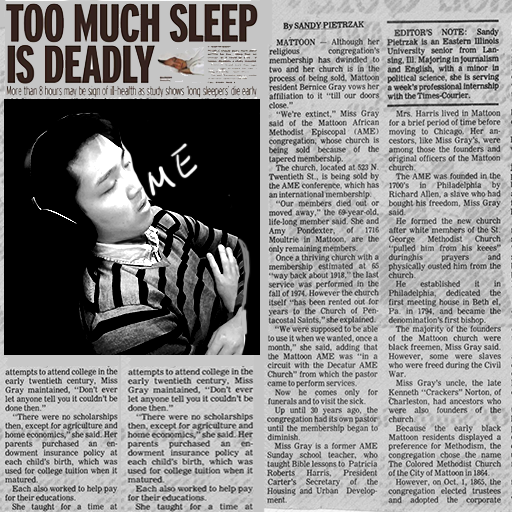 TOO MUCH SLEEP
IS DEADLY
More than 8 hours may be sign of ill-health as study shows 'long sleepers' die early
ME
attempts to attend college in the
early twentieth century, Miss
Gray maintained, "Don't ever
let anyone tell you it couldn't be
done then."
"There were no scholarships
then, except for agriculture and
home economics," she said. Her
parents purchased an en-
dowment insurance policy at
each child's birth, which was
used for college tuition when it
matured.
Each also worked to help pay
for their educations.
She taught for a time at
attempts to attend college in the
early twentieth century, Miss
Gray maintained, "Don't ever
let anyone tell you it couldn't be
done then."
"There were no scholarships
then, except for agriculture and
home economics," she said. Her
parents purchased an en-
dowment insurance policy at
each child's birth, which was
used for college tuition when it
matured.
Each also worked to help pay
for their educations.
She taught for a time at
By SANDY PIETRZAK
MATTOON — Although her
religious congregation's
membership has dwindled to
two and her church is in the
process of being sold, Mattoon
resident Bernice Gray vows her
affiliation to it "till our doors
close."
"We're extinct," Miss Gray
said of the Mattoon African
Methodist Episcopal (AME)
congregation, whose church is
being sold because of the
tapered membership.
The church, located at 523 N.
Twentieth St., is being sold by
the AME conference, which has
an international membership.
"Our members died out or
moved away," the 69-year-old,
life-long member said. She and
Amy Pondexter, of 1716
Moultrie in Mattoon, are the
only remaining members.
Once a thriving church with a
membership estimated at 65
"way back about 1918," the last
service was performed in the
fall of 1974. However the church
itself "has been rented out for
years to the Church of Pen-
tacostal Saints," she explained.
"We were supposed to be able
to use it when we wanted, once a
month," she said, adding that
the Mattoon AME was "in a
circuit with the Decatur AME
Church" from which the pastor
came to perform services.
Now he comes only for
funerals and to visit the sick.
Up until 30 years ago, the
congregation had its own pastor
until the membership began to
diminish.
Miss Gray is a former AME
Sunday school teacher, who
taught Bible lessons to Patricia
Roberts Harris, President
Carter's Secretary of the
Housing and Urban Develop-
ment.
EDITOR'S NOTE: Sandy
Pietrzak is an Eastern Illinois
University senior from Lan-
sing, Ill. Majoring in journalism
and English, with a minor in
political science, she is serving
a week's professional internship
with the Times-Courier.
Mrs. Harris lived in Mattoon
for a brief period of time before
moving to Chicago. Her an-
cestors, like Miss Gray's, were
among those the founders and
original officers of the Mattoon
church.
The AME was founded in the
1700's in Philadelphia by
Richard Allen, a slave who had
bought his freedom, Miss Gray
said.
He formed the new church
after white members of the St.
George Methodist Church
"pulled him from his knees"
during his prayers and
physically ousted him from the
church.
He established it in
Philadelphia, dedicated the
first meeting house in Beth el,
Pa. in 1794, and became the
denomination's first bishop.
The majority of the founders
of the Mattoon church were
black freemen, Miss Gray said.
However, some were slaves
who were freed during the Civil
War.
Miss Gray's uncle, the late
Kenneth "Crackers" Norton, of
Charleston, had ancestors who
were also founders of the
church.
Because the early black
Mattoon residents displayed a
preference for Methodism, the
congregation chose the name
The Colored Methodist Church
of the City of Mattoon in 1864.
However, on Oct. 1, 1865, the
congregation elected trustees
and adopted the corporate